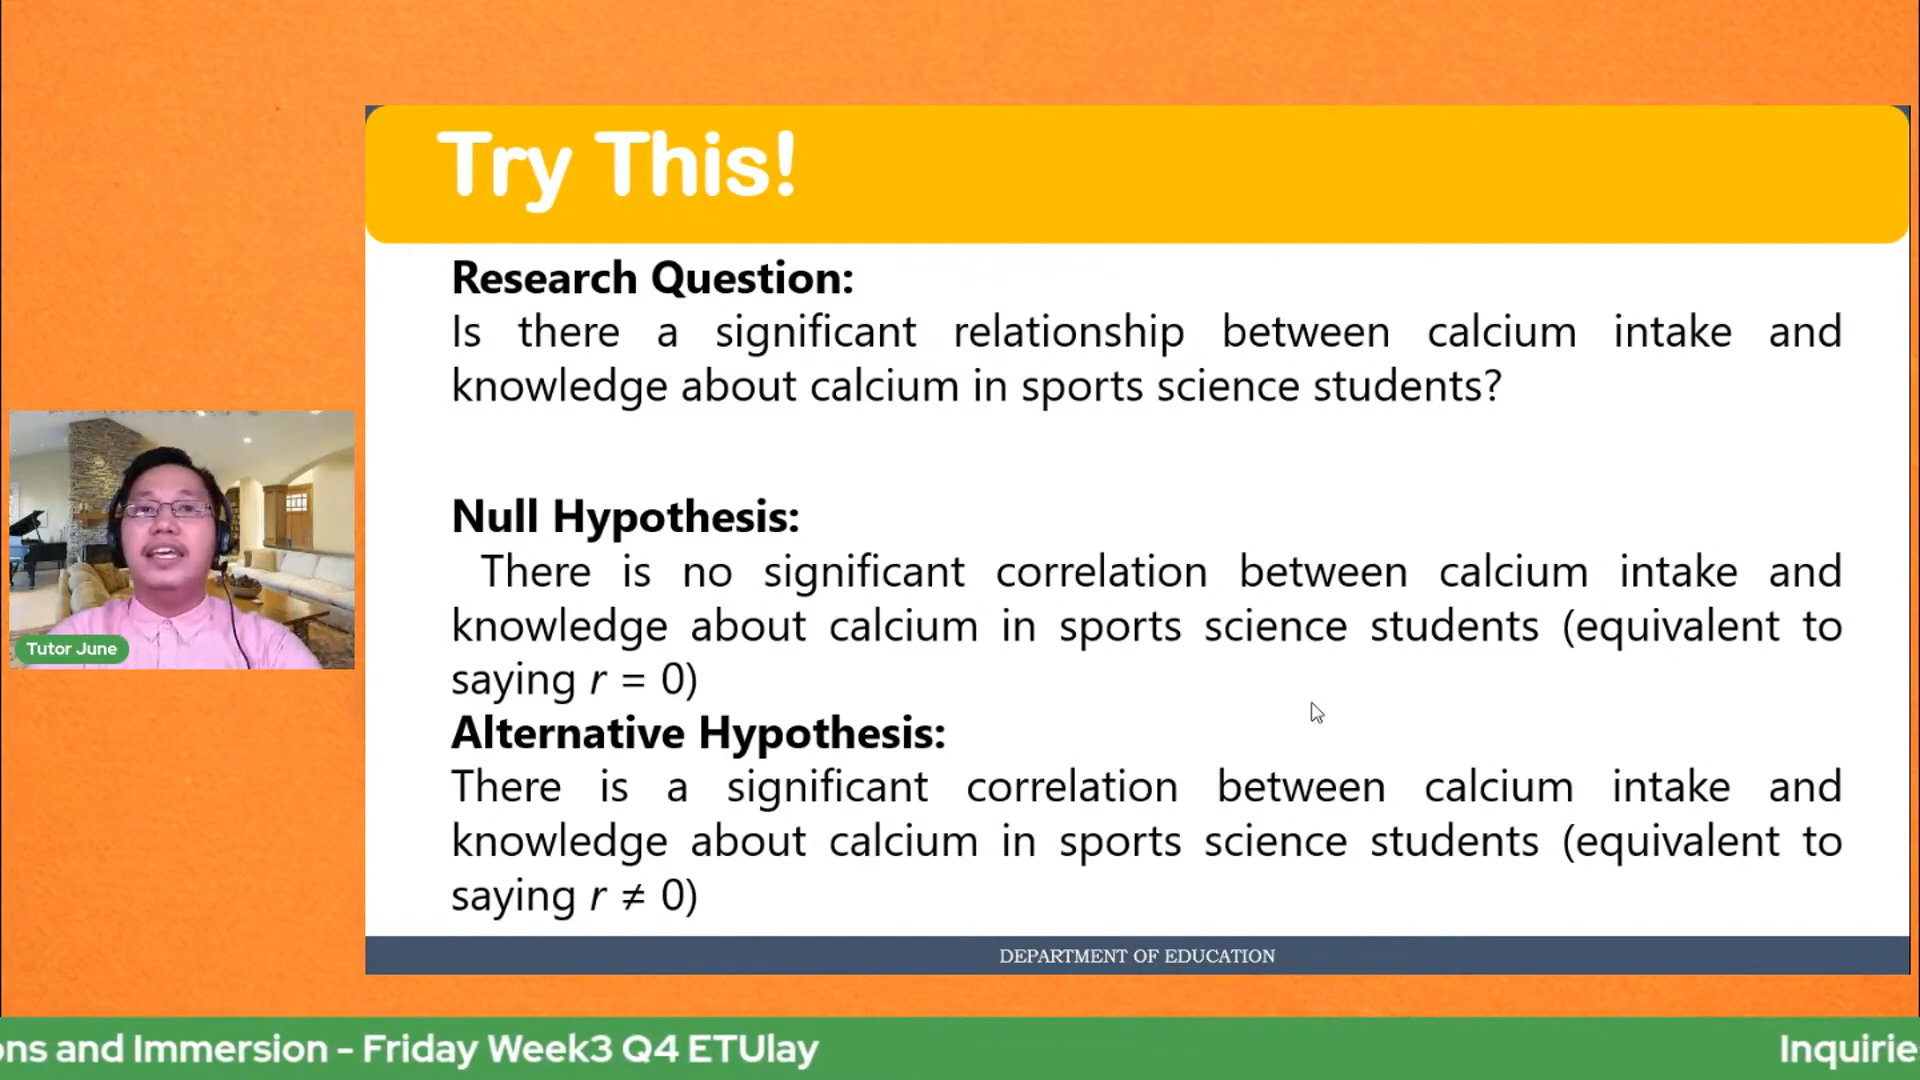 Try This!
Research Question:
Is there a significant relationship between calcium intake and
knowledge about calcium in sports science students?
Null Hypothesis:
There is no significant correlation between calcium intake and
knowledge about calcium in sports science students (equivalent to
saying r = 0)
Alternative Hypothesis:
There is a significant correlation between calcium intake and
knowledge about calcium in sports science students (equivalent to
saying r ≠ 0)
Tutor June
DEPARTMENT OF EDUCATION
ons and Immersion - Friday Week3 Q4 ETUlay
Inquirie